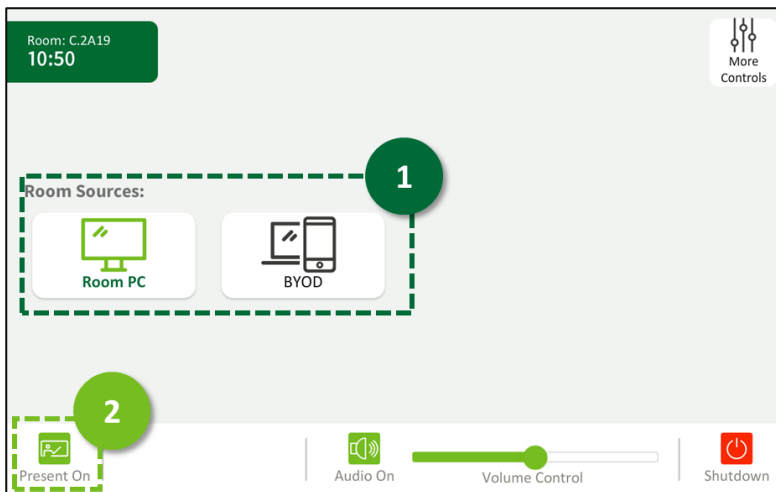 Room: C.2A19
10:50
More
Controls
1
Room Sources:
Room PC
BYOD
2
Present On
Audio On
Volume Control
Shutdown